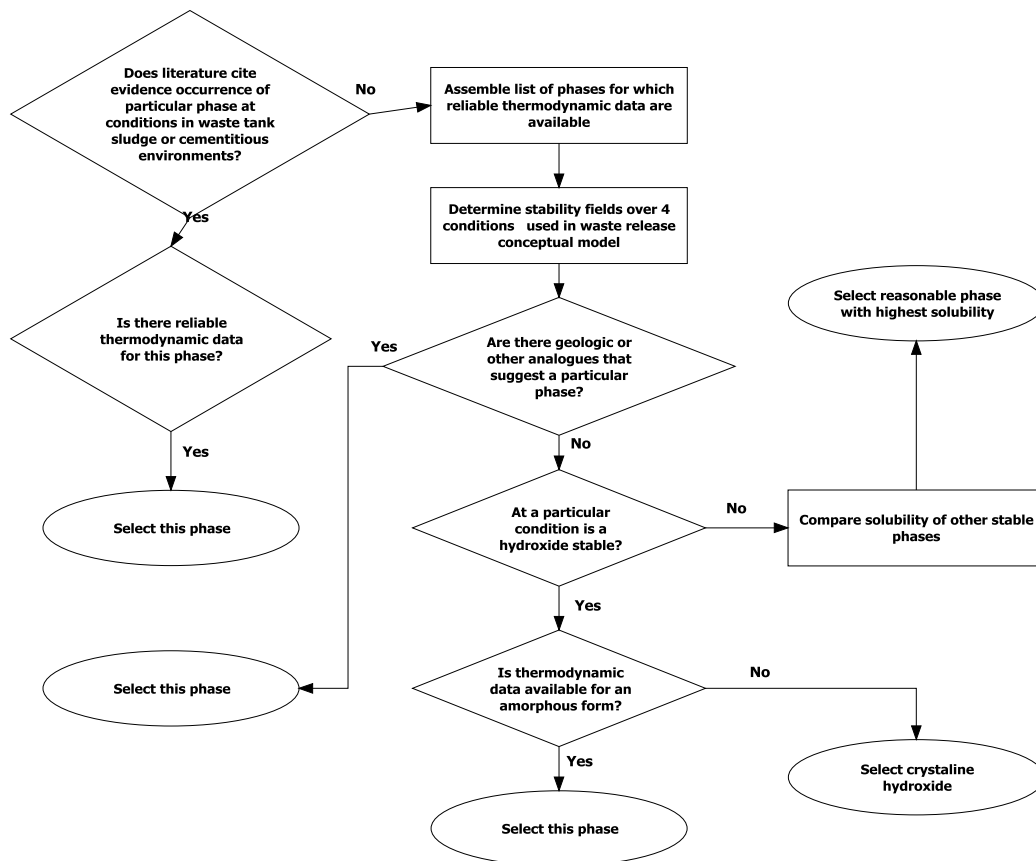 Does literature cite
evidence occurrence of
particular phase at
conditions in waste tank
sludge or cementitious
environments?
No
Assemble list of phases for which
reliable thermodynamic data are
available
Yes
Determine stability fields over 4
conditions used in waste release
conceptual model
Is there reliable
thermodynamic data
for this phase?
Yes
Select this phase
Are there geologic or
other analogues that
suggest a particular
phase?
Yes
Select this phase
No
At a particular
condition is a
hydroxide stable?
No
Compare solubility of other stable
phases
Select reasonable phase
with highest solubility
Yes
Is thermodynamic
data available for an
amorphous form?
No
Select crystaline
hydroxide
Yes
Select this phase